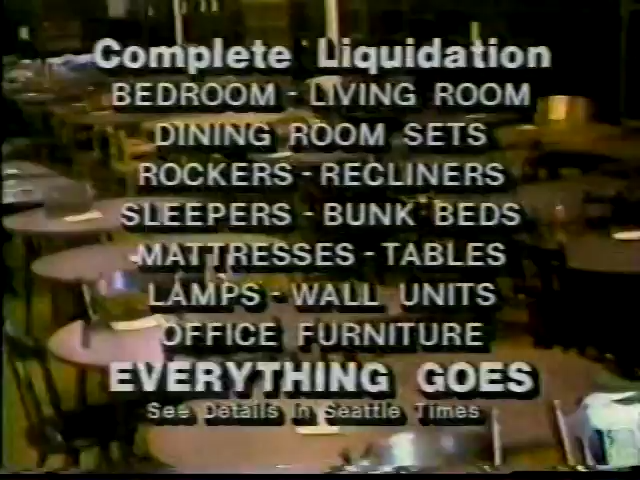 Complete Liquidation
BEDROOM - LIVING ROOM
DINING ROOM SETS
ROCKERS - RECLINERS
SLEEPERS - BUNK BEDS
MATTRESSES - TABLES
LAMPS - WALL UNITS
OFFICE FURNITURE
EVERYTHING GOES
See Details in Seattle Times